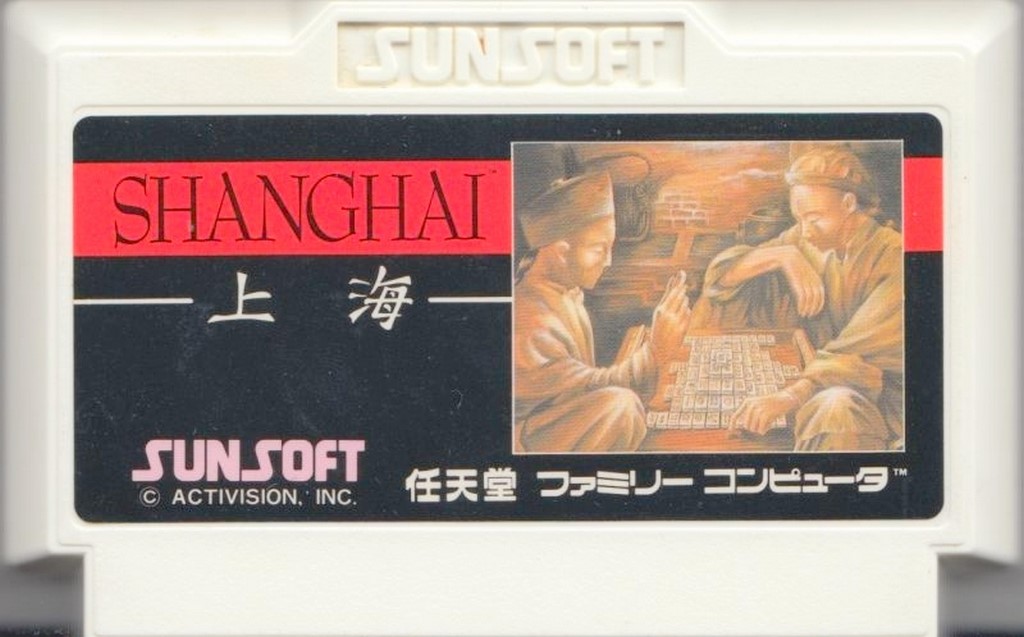 SUNSOFT
SHANGHAI™
上海
SUNSOFT
© ACTIVISION, INC.
任天堂 ファミリーコンピュータ™